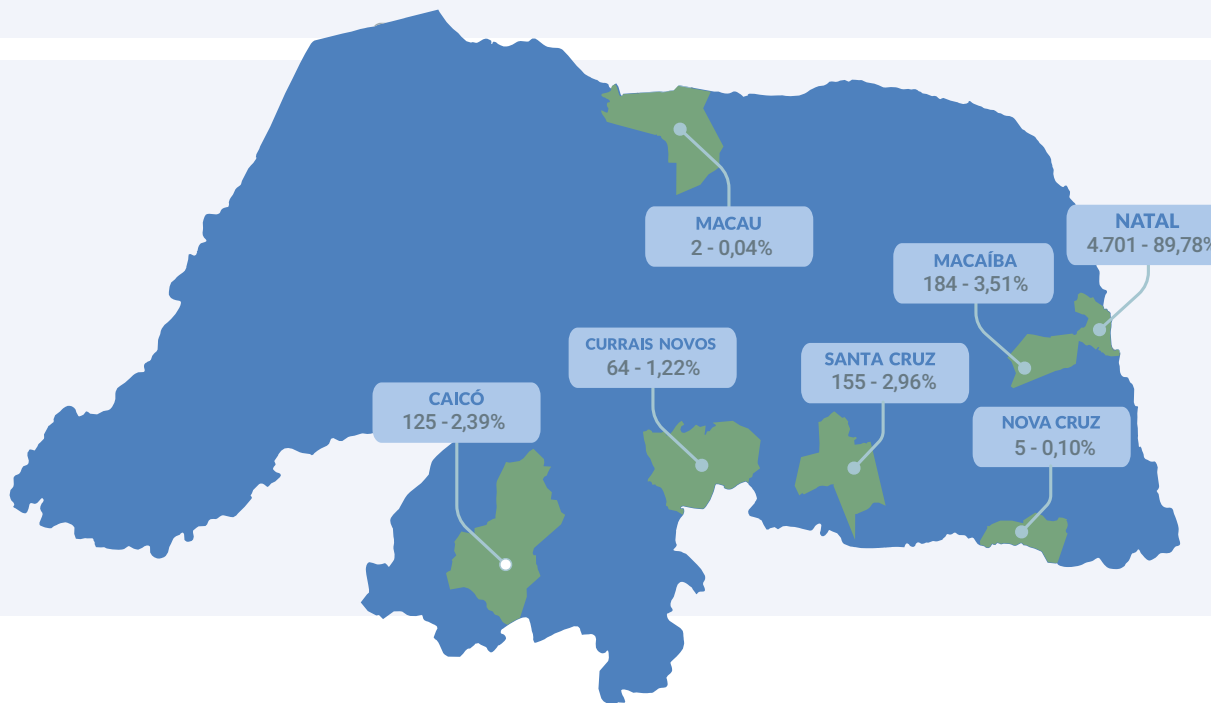 MACAU
2 - 0,04%
NATAL
4.701 - 89,78%
MACAÍBA
184 - 3,51%
CURRAIS NOVOS
64 - 1,22%
SANTA CRUZ
155 - 2,96%
CAICÓ
125 - 2,39%
NOVA CRUZ
5 - 0,10%